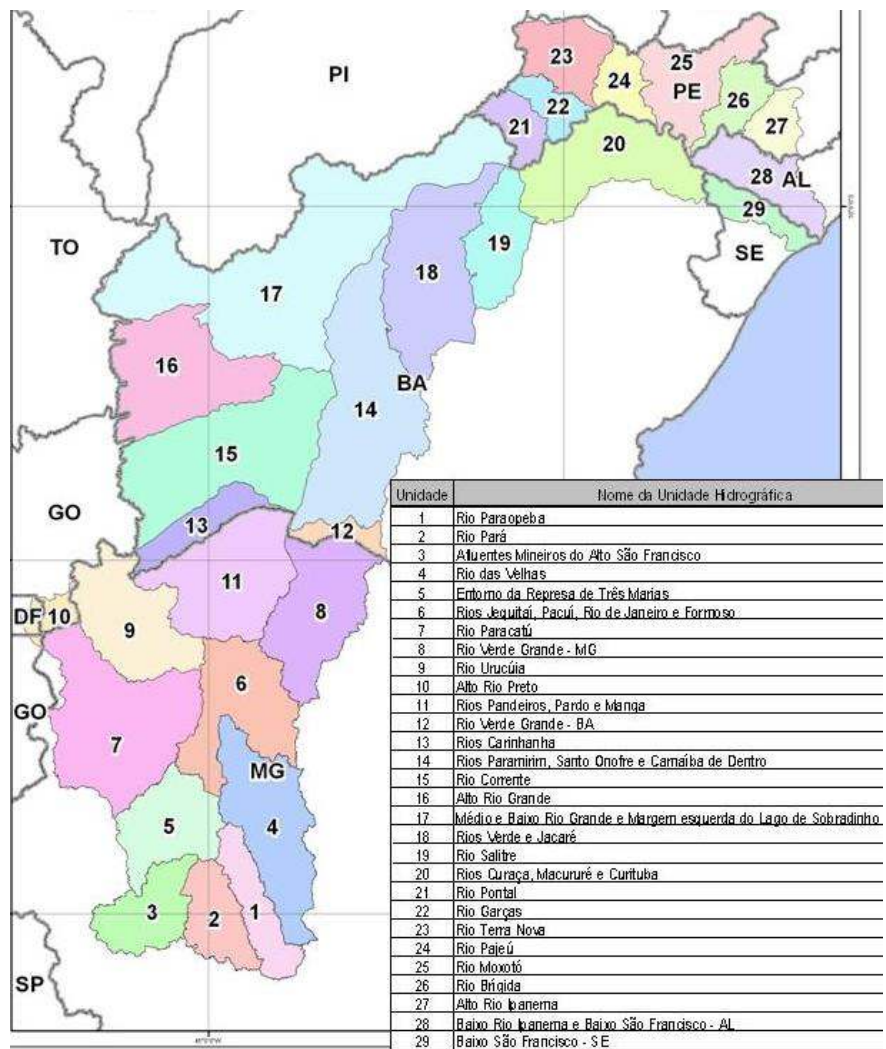 23
25
PI
24
PE
22
26
21
27
20
28 AL
29
TO
19
SE
18
17
16
BA
14
15
GO
13
12
11
8
DF 10
9
6
GO
7
MG
5
4
3
2
1
SP
Unidade Nome da Unidade Hidrográfica
1 Rio Paraopeba
2 Rio Pará
3 Afluentes Mineiros do Alto São Francisco
4 Rio das Velhas
5 Entorno da Represa de Três Marias
6 Rios Jequitaí, Pacuí, Rio de Janeiro e Formoso
7 Rio Paracatú
8 Rio Verde Grande - MG
9 Rio Urucúia
10 Alto Rio Preto
11 Rios Pandeiros, Pardo e Manga
12 Rio Verde Grande - BA
13 Rios Carinhanha
14 Rios Paramirim, Santo Onofre e Carnaíba de Dentro
15 Rio Corrente
16 Alto Rio Grande
17 Médio e Baixo Rio Grande e Margem esquerda do Lago de Sobradinho
18 Rios Verde e Jacaré
19 Rio Salitre
20 Rios Curaça, Macururé e Curituba
21 Rio Pontal
22 Rio Garças
23 Rio Terra Nova
24 Rio Pajeú
25 Rio Moxotó
26 Rio Brígida
27 Alto Rio Ipanema
28 Baixo Rio Ipanema e Baixo São Francisco - AL
29 Baixo São Francisco - SE